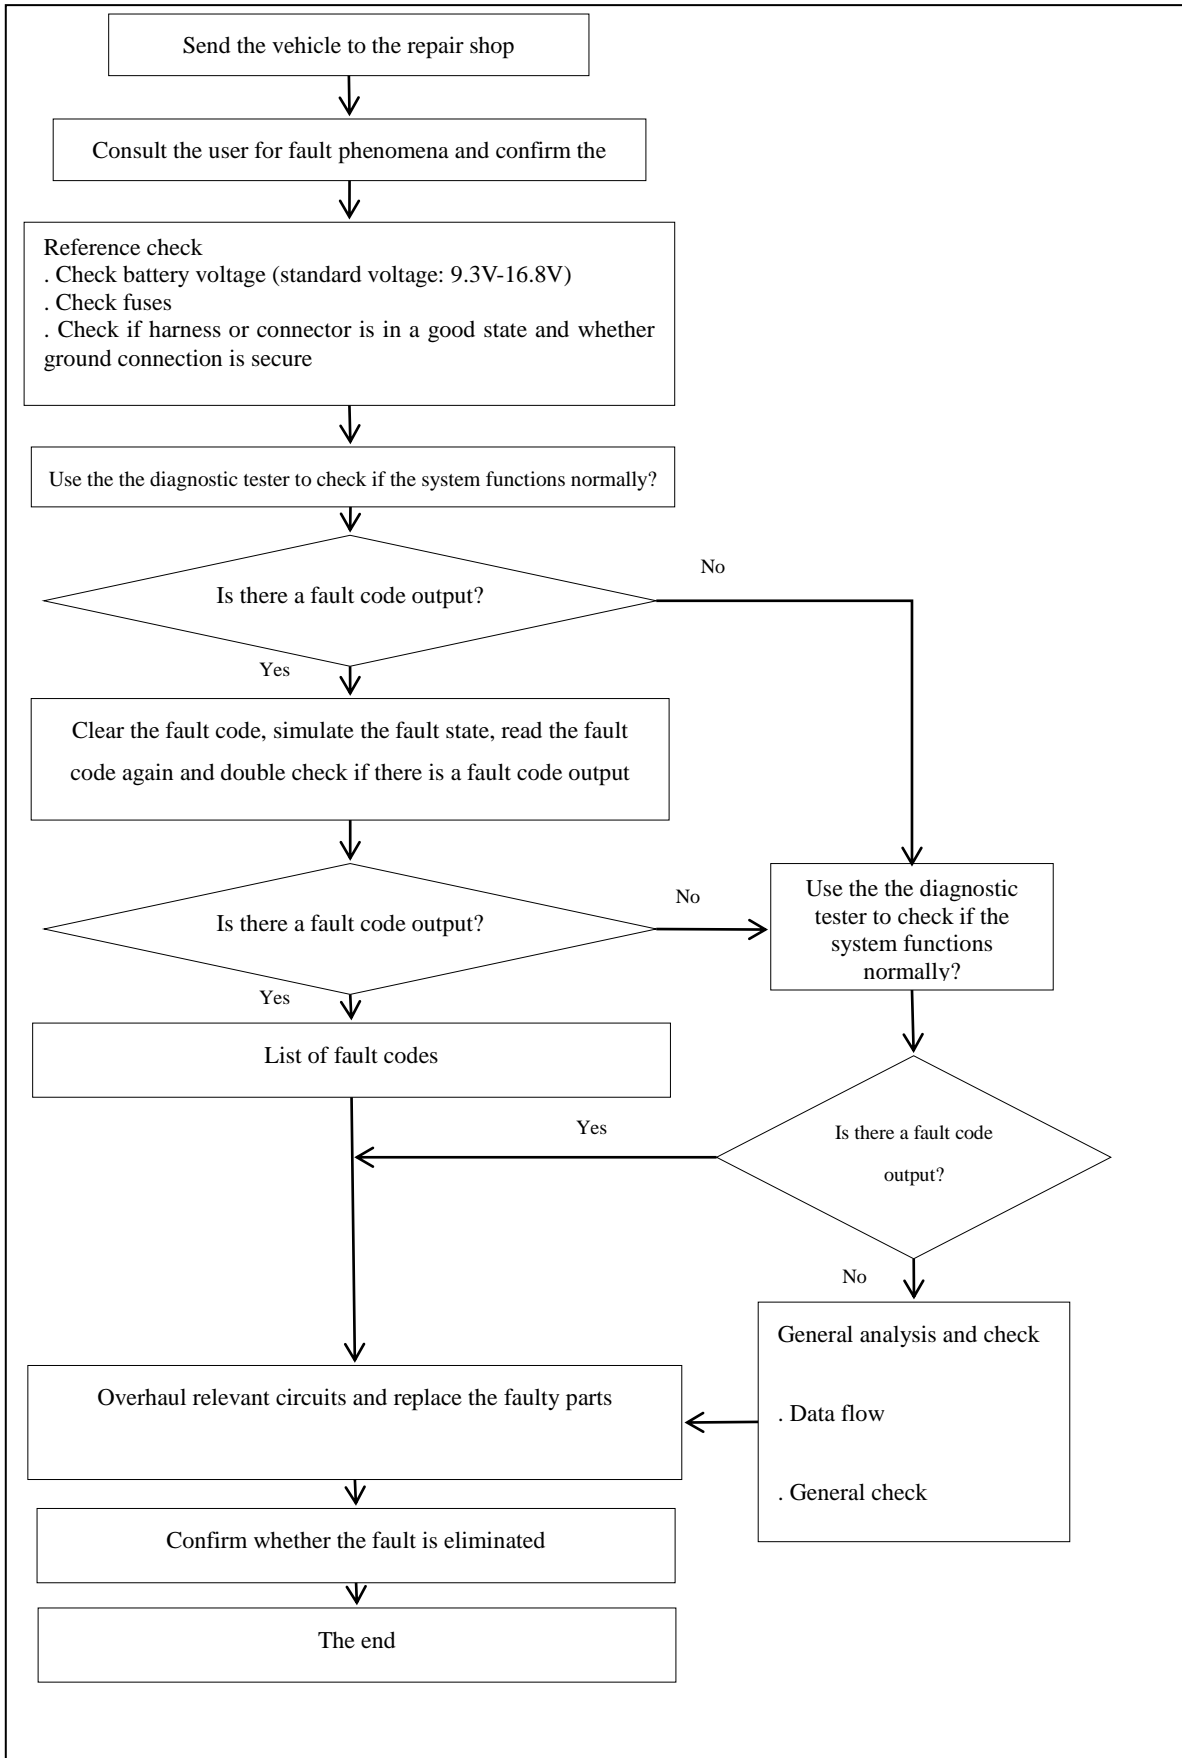 Send the vehicle to the repair shop
Consult the user for fault phenomena and confirm the
Reference check
. Check battery voltage (standard voltage: 9.3V-16.8V)
. Check fuses
. Check if harness or connector is in a good state and whether
ground connection is secure
Use the the diagnostic tester to check if the system functions normally?
Is there a fault code output?
No
Yes
Clear the fault code, simulate the fault state, read the fault
code again and double check if there is a fault code output
Is there a fault code output?
No
Use the the diagnostic
tester to check if the
system functions
normally?
Yes
List of fault codes
Is there a fault code
output?
Yes
No
General analysis and check
. Data flow
. General check
Overhaul relevant circuits and replace the faulty parts
Confirm whether the fault is eliminated
The end